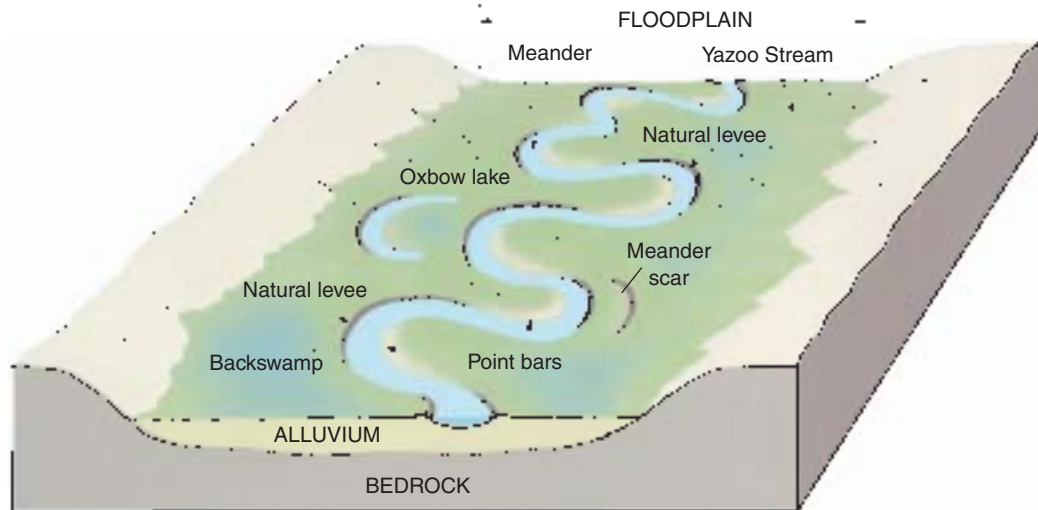 FLOODPLAIN
Meander
Yazoo Stream
Natural levee
Oxbow lake
Meander
scar
Natural levee
Backswamp
Point bars
ALLUVIUM
BEDROCK